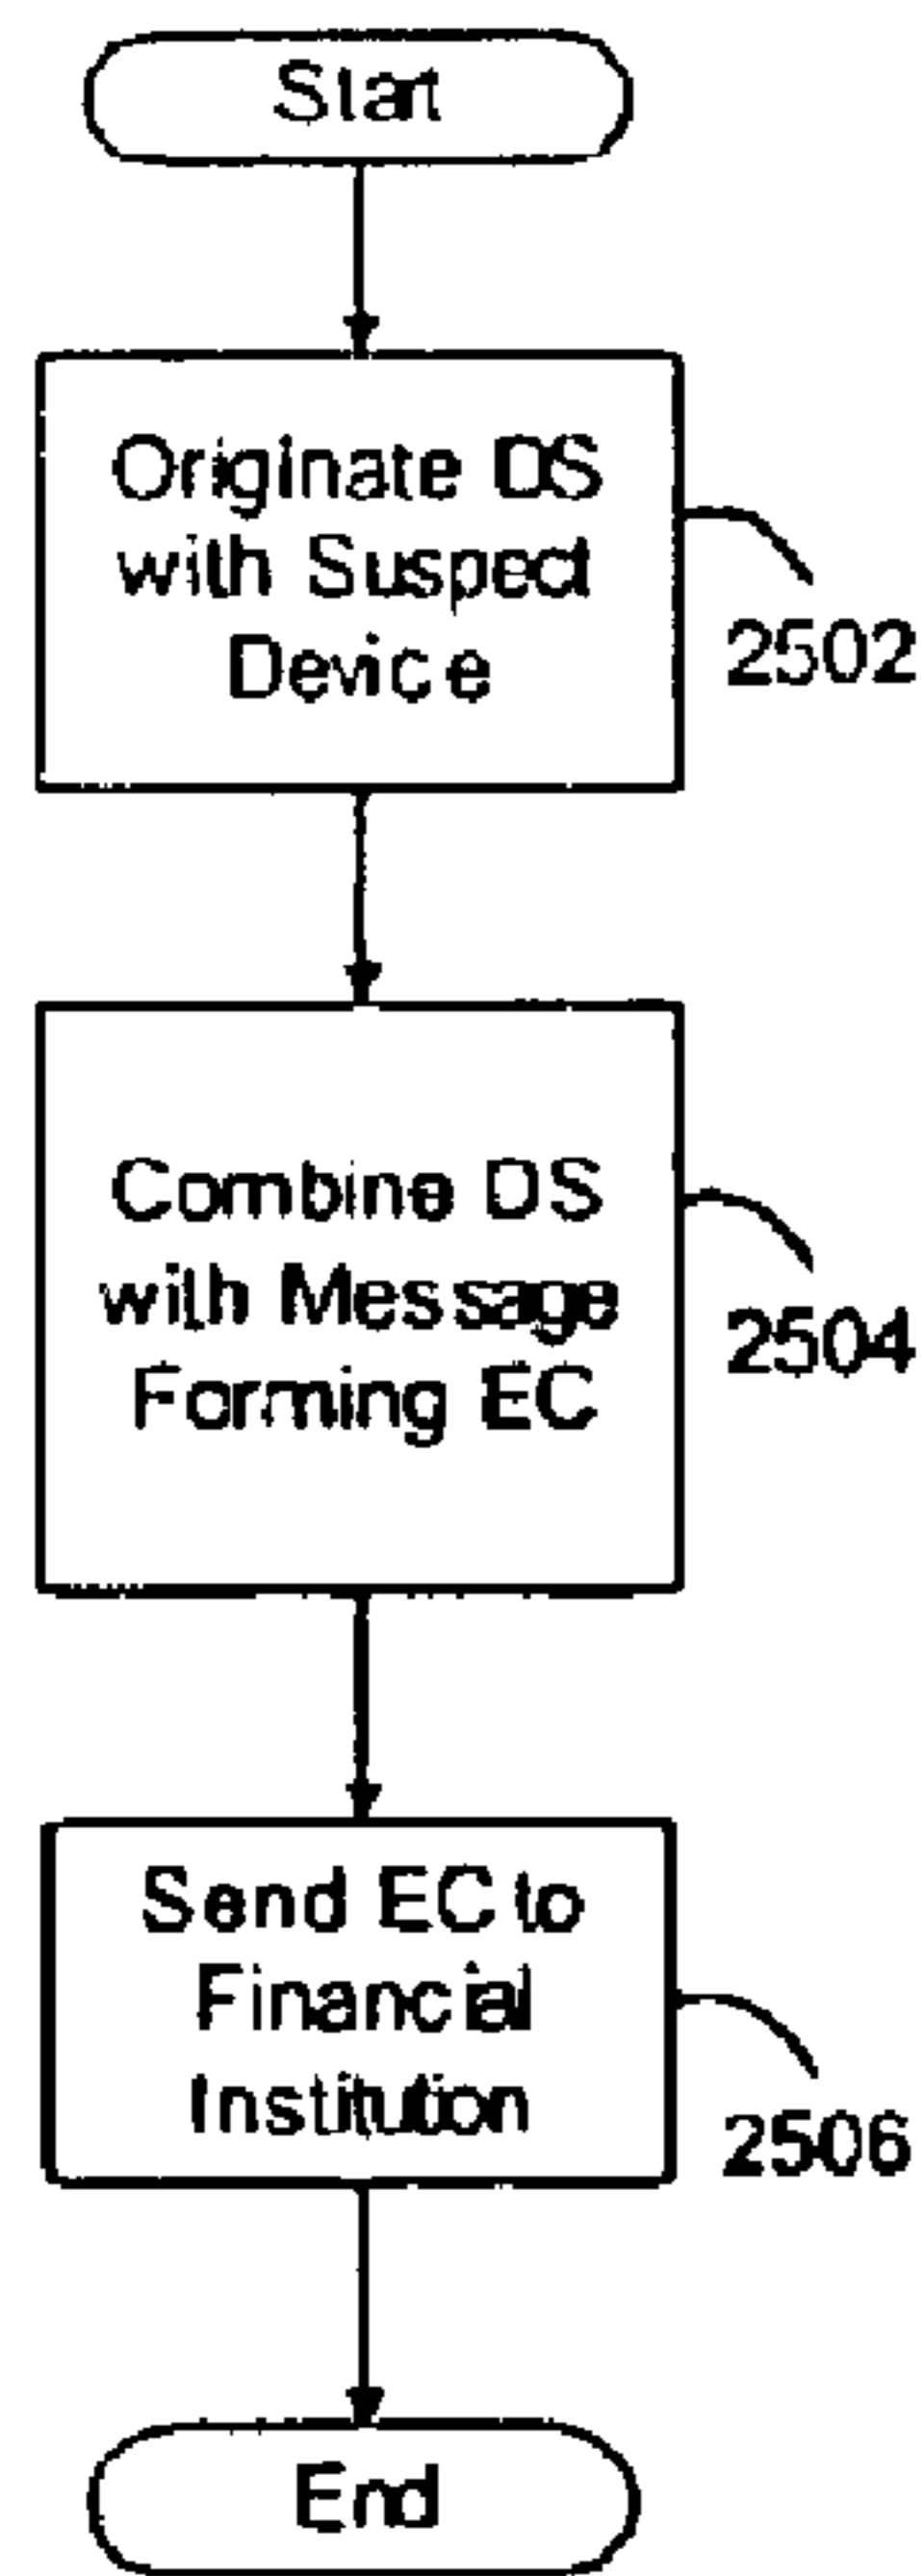 Start
Originate DS
with Suspect
Device
2502
Combine DS
with Message
Forming EC
2504
Send EC to
Financial
Institution
2506
End